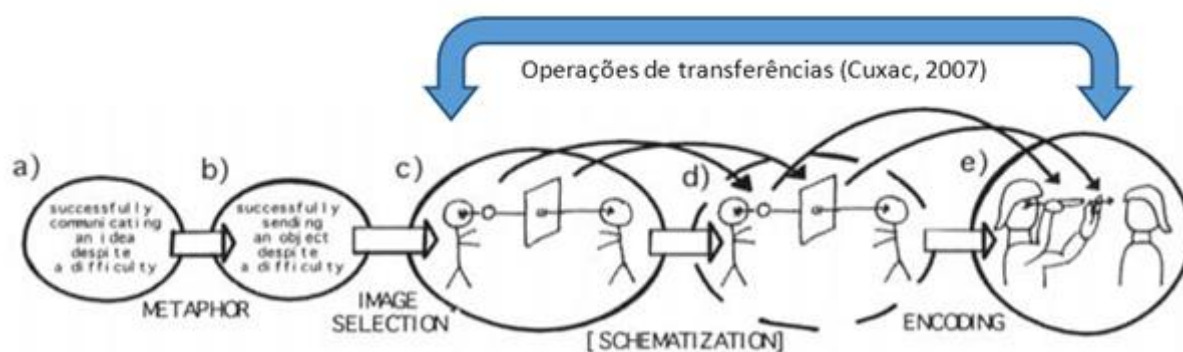 Operações de transferências (Cuxac, 2007)
a)
successfully
communicating
an idea
despite
a difficulty
METAPHOR
b)
successfully
sending
an object
despite
a difficulty
IMAGE
SELECTION
c)
[SCHEMATIZATION]
d)
ENCODING
e)